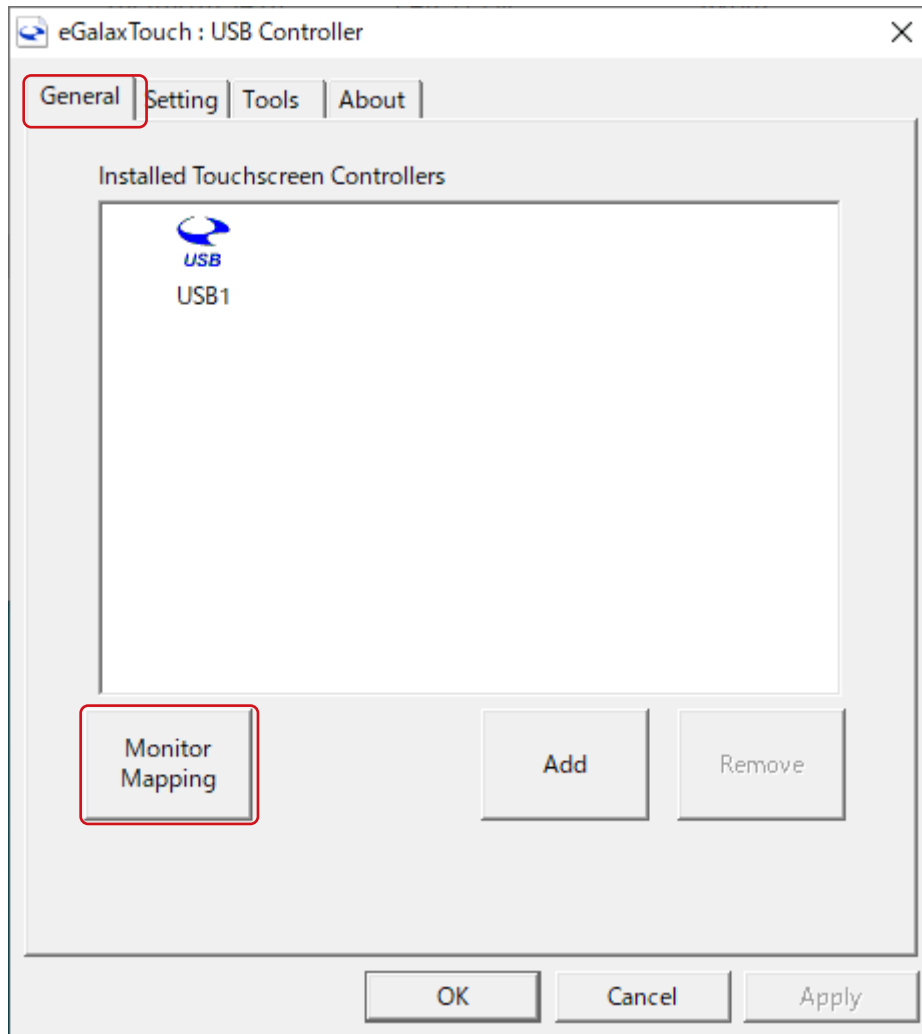 eGalaxTouch : USB Controller
General Setting Tools About
Installed Touchscreen Controllers
USB
USB1
Monitor
Mapping
Add
Remove
OK Cancel Apply